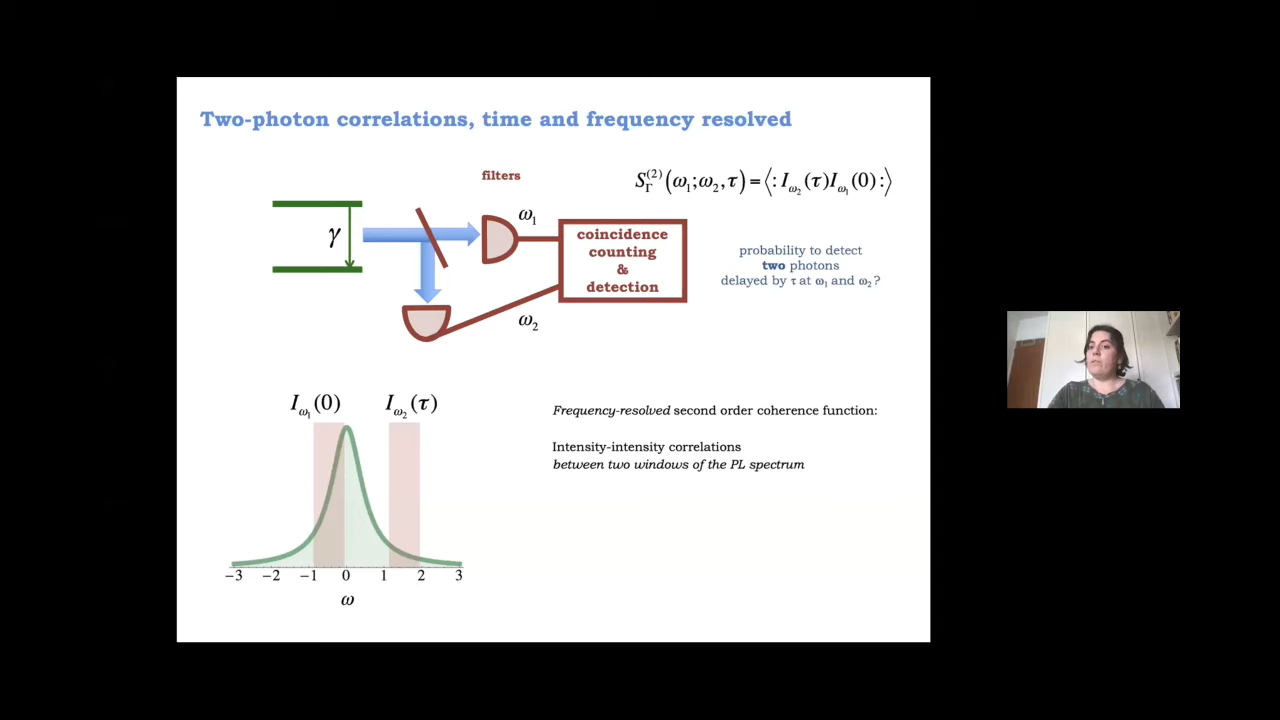 Two-photon correlations, time and frequency resolved
filters
S_Γ^(2)(ω₁;ω₂,τ)=⟨:I_ω₂(τ)I_ω₁(0):⟩
ω₁
γ
coincidence
counting
&
detection
probability to detect
two photons
delayed by τ at ω₁ and ω₂?
ω₂
I_ω₁(0)
I_ω₂(τ)
Frequency-resolved second order coherence function:
Intensity-intensity correlations
between two windows of the PL spectrum
−3 −2 −1 0 1 2 3
ω